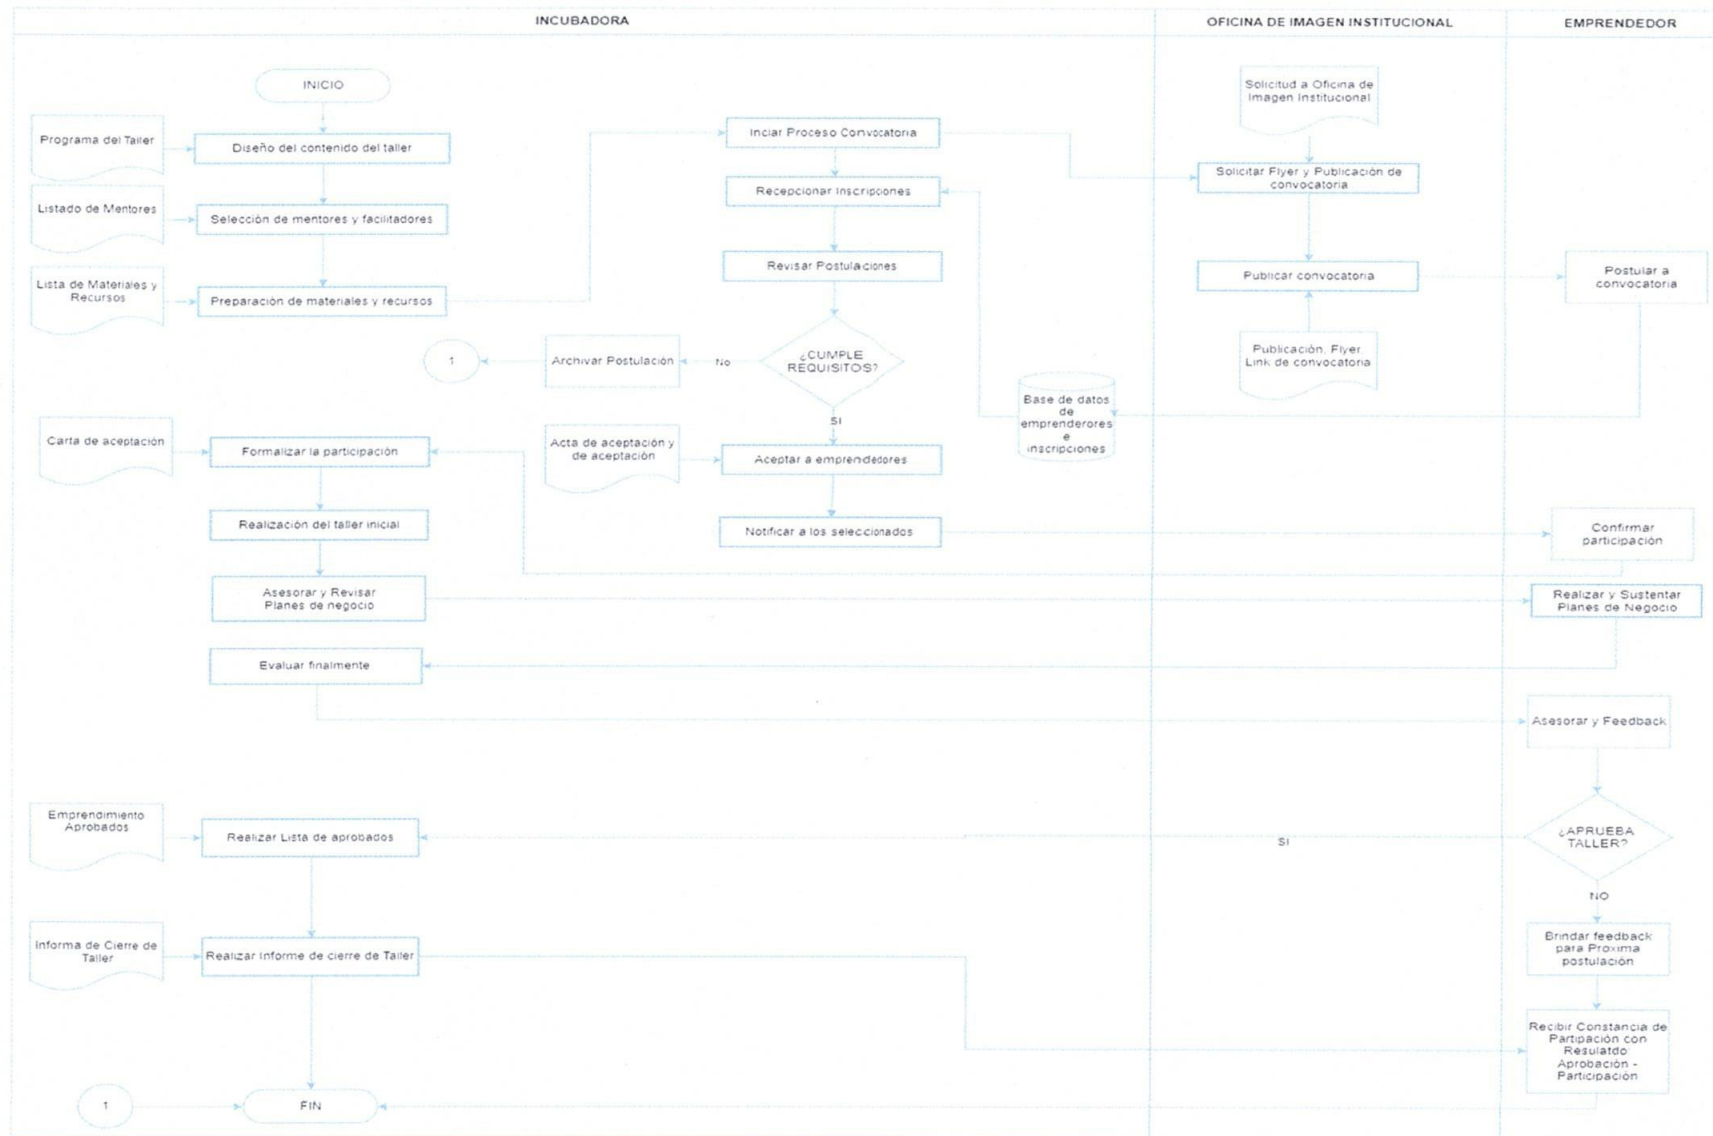 INCUBADORA
OFICINA DE IMAGEN INSTITUCIONAL
EMPRENDEDOR
INICIO
Programa del Taller
Diseño del contenido del taller
Listado de Mentores
Selección de mentores y facilitadores
Lista de Materiales y
Recursos
Preparación de materiales y recursos
Inciar Proceso Convocatoria
Recepcionar Inscripciones
Revisar Postulaciones
¿CUMPLE
REQUISITOS?
No
Archivar Postulación
1
SI
Solicitud a Oficina de
Imagen Institucional
Solicitar Flyer y Publicación de
convocatoria
Publicar convocatoria
Publicación, Flyer,
Link de convocatoria
Postular a
convocatoria
Base de datos
de
emprenderores
e
inscripciones
Acta de aceptación y
de aceptación
Aceptar a emprendedores
Notificar a los seleccionados
Confirmar
participación
Carta de aceptación
Formalizar la participación
Realización del taller inicial
Asesorar y Revisar
Planes de negocio
Realizar y Sustentar
Planes de Negocio
Evaluar finalmente
Asesorar y Feedback
¿APRUEBA
TALLER?
SI
NO
Emprendimiento
Aprobados
Realizar Lista de aprobados
Informa de Cierre de
Taller
Realizar Informe de cierre de Taller
Brindar feedback
para Proxima
postulación
Recibir Constancia de
Partipación con
Resulatdo
Aprobación -
Participación
1
FIN